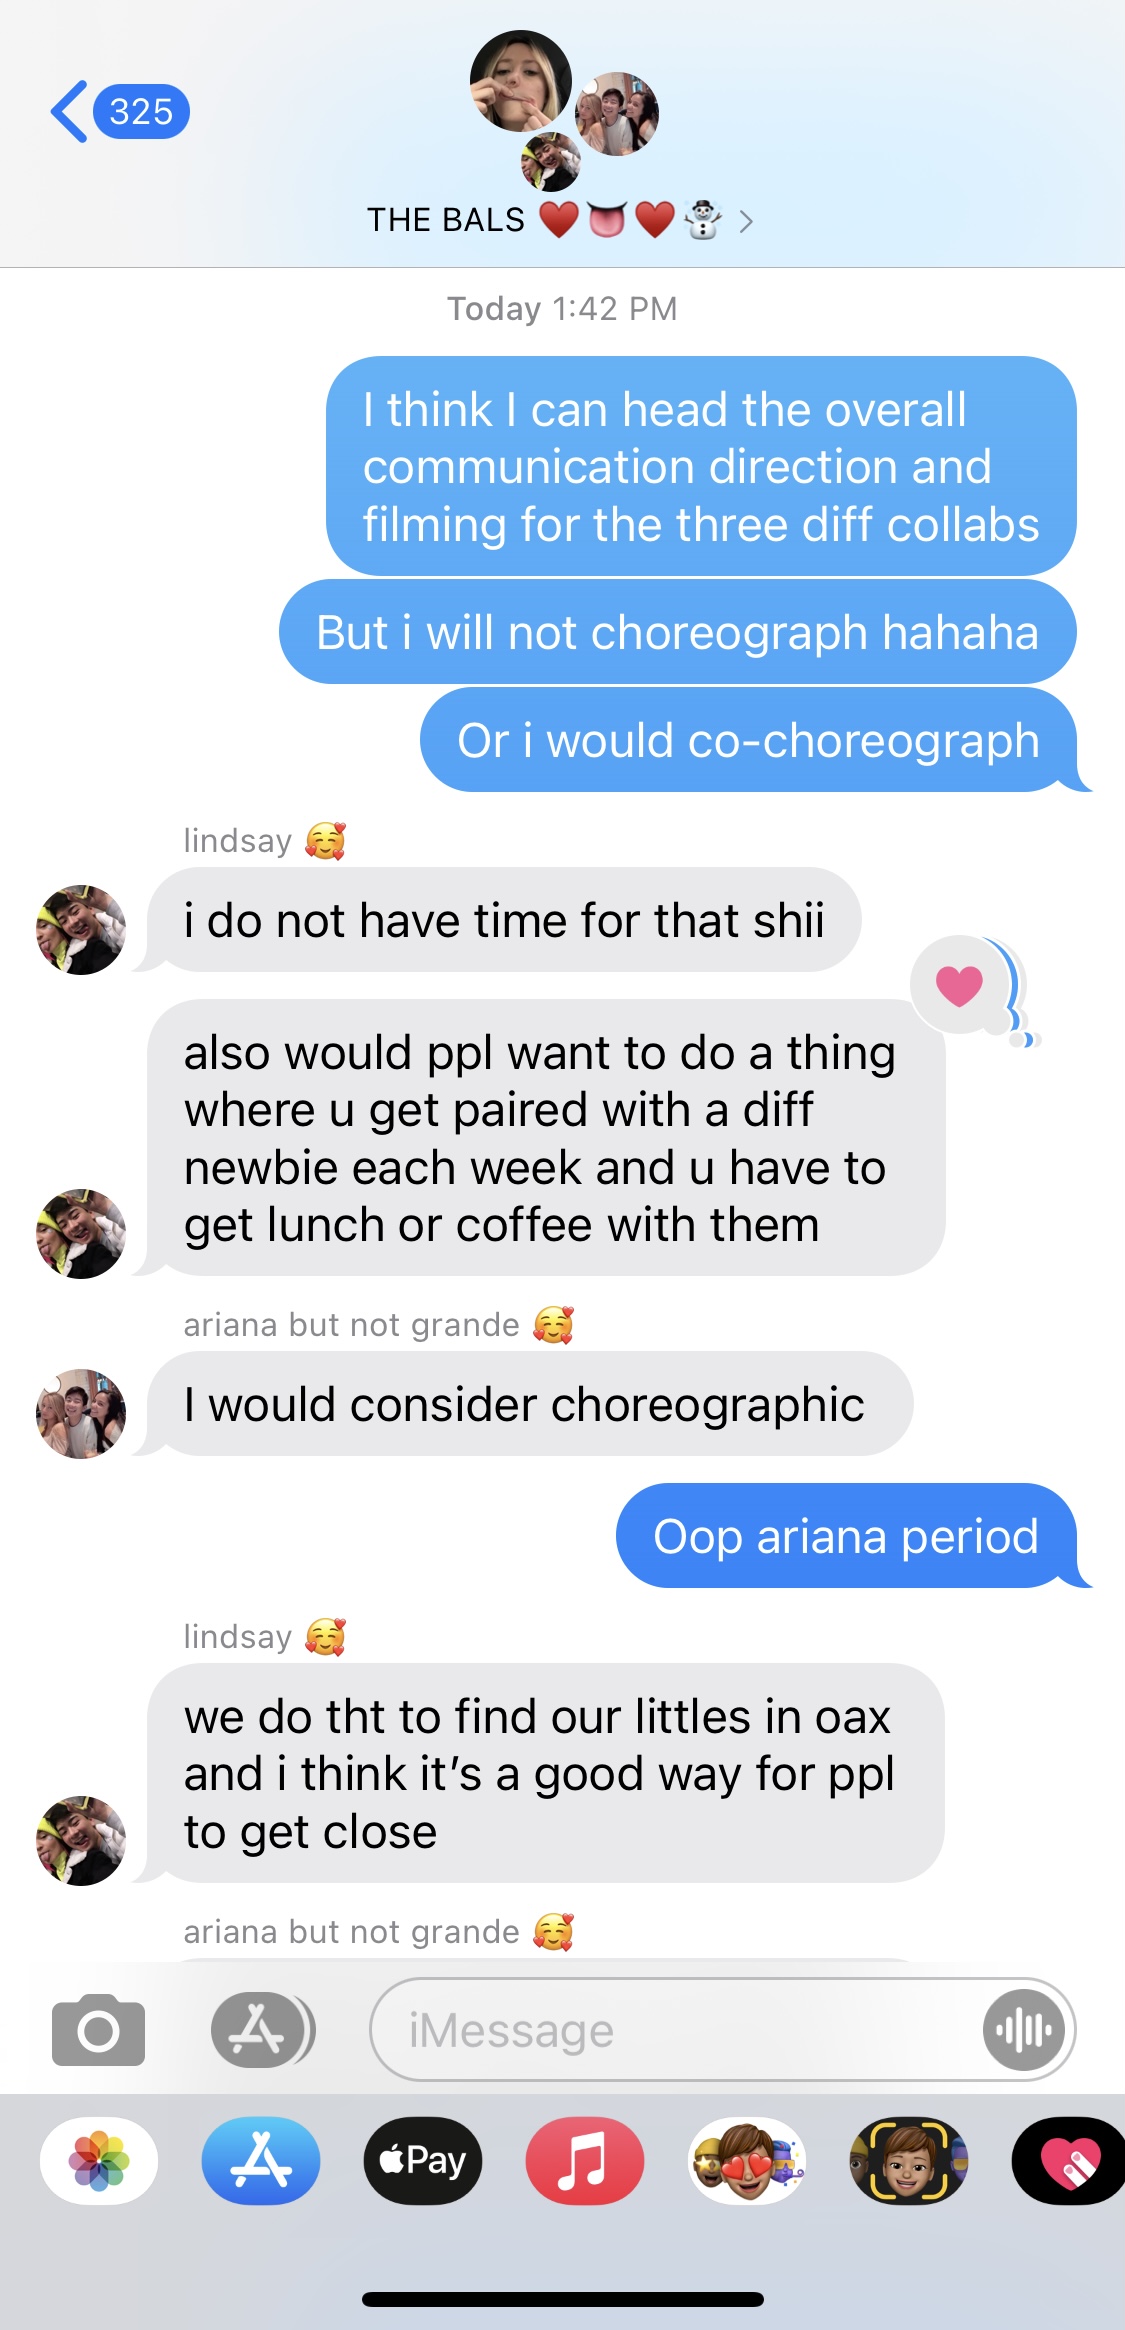 325
THE BALS ❤️👅❤️☃️ >
Today 1:42 PM
I think I can head the overall
communication direction and
filming for the three diff collabs
But i will not choreograph hahaha
Or i would co-choreograph
lindsay 🥰
i do not have time for that shii
also would ppl want to do a thing
where u get paired with a diff
newbie each week and u have to
get lunch or coffee with them
ariana but not grande 🥰
I would consider choreographic
Oop ariana period
lindsay 🥰
we do tht to find our littles in oax
and i think it’s a good way for ppl
to get close
ariana but not grande 🥰
iMessage
Pay